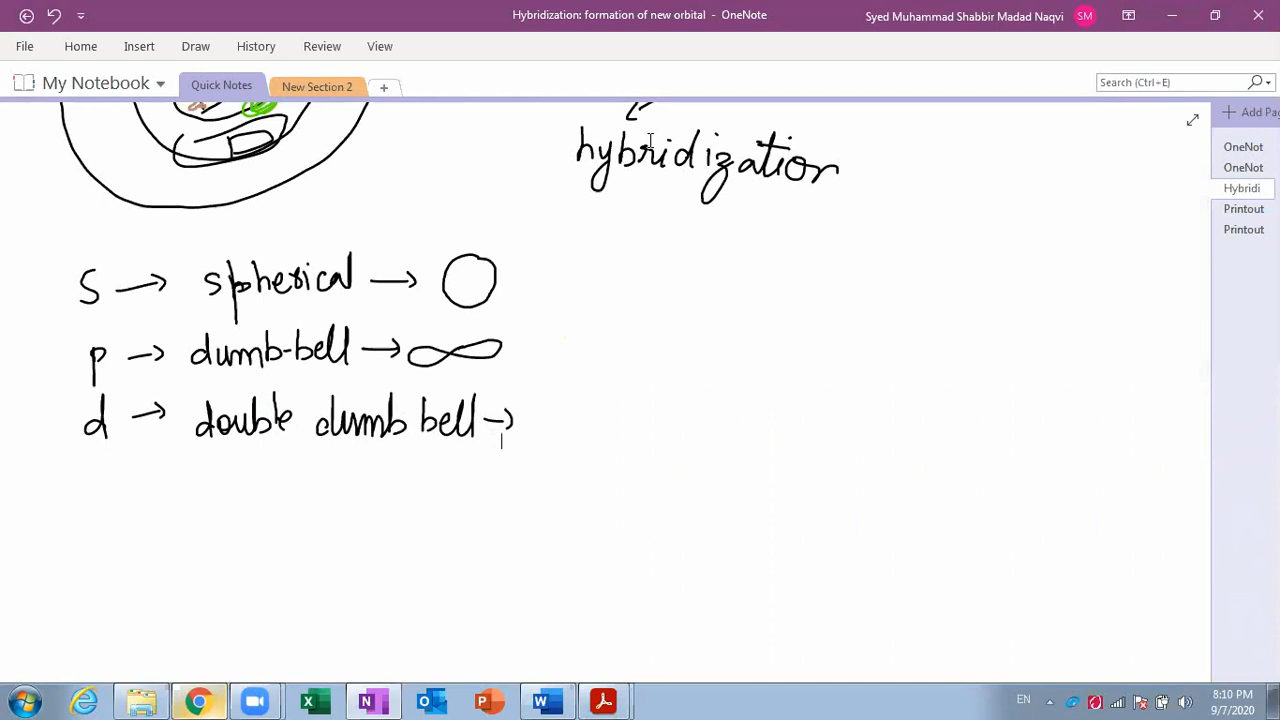 Hybridization: formation of new orbital - OneNote
Syed Muhammad Shabbir Madad Naqvi SM
File Home Insert Draw History Review View
My Notebook Quick Notes New Section 2 +
Search (Ctrl+E)
Add Pag
OneNot
OneNot
Hybridi
Printout
Printout
hybridization
S → spherical →
p → dumb-bell →
d → double dumb bell →
EN
8:10 PM
9/7/2020